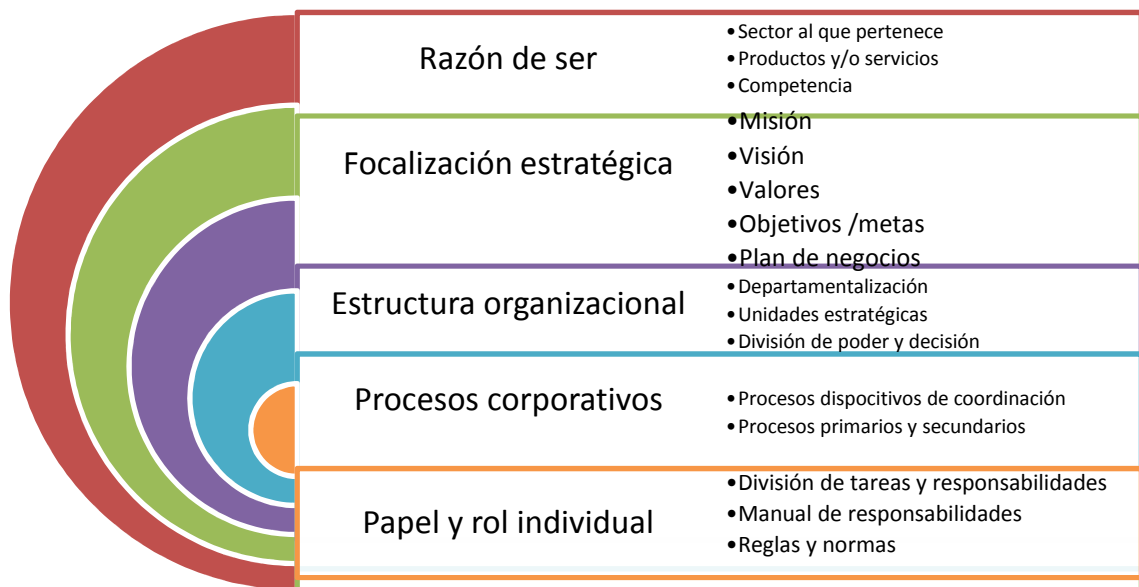 Razón de ser
•Sector al que pertenece
•Productos y/o servicios
•Competencia
Focalización estratégica
•Misión
•Visión
•Valores
•Objetivos /metas
•Plan de negocios
Estructura organizacional
•Departamentalización
•Unidades estratégicas
•División de poder y decisión
Procesos corporativos
•Procesos dispocitivos de coordinación
•Procesos primarios y secundarios
Papel y rol individual
•División de tareas y responsabilidades
•Manual de responsabilidades
•Reglas y normas